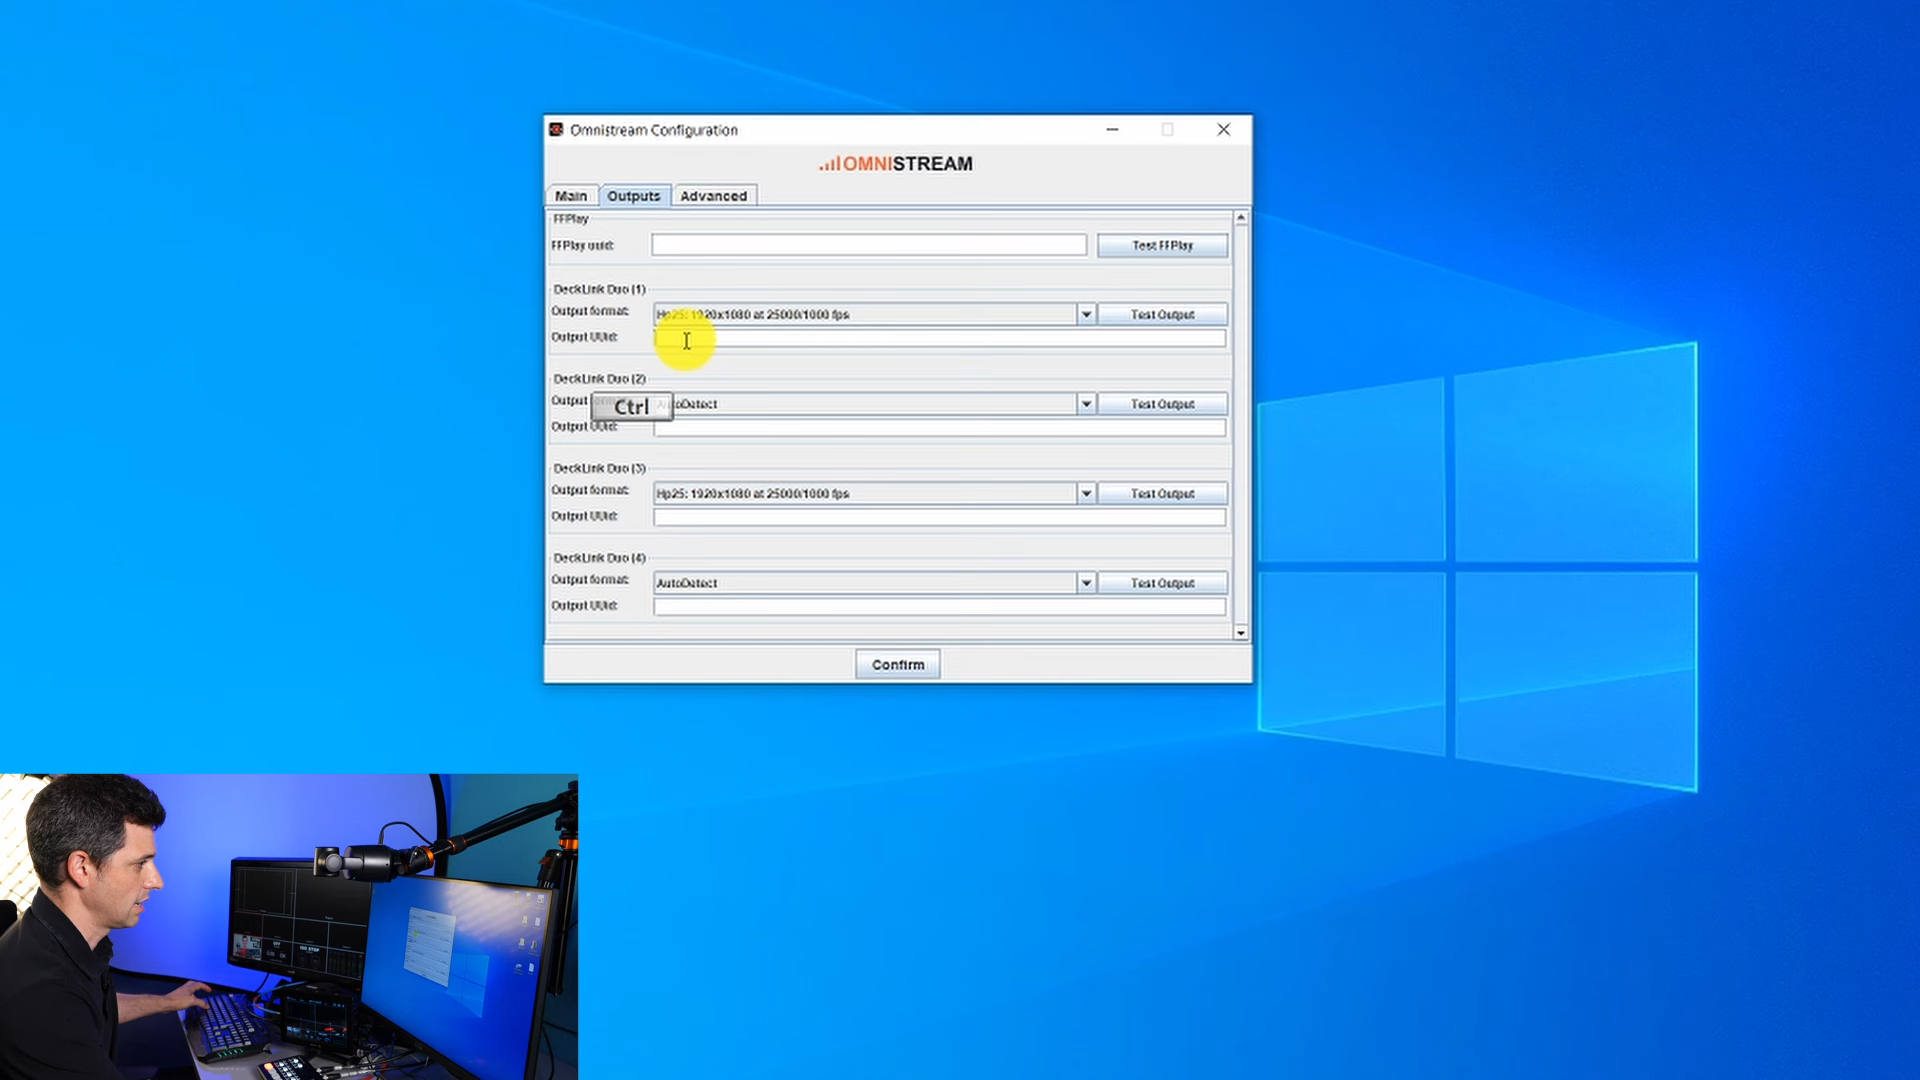 Omnistream Configuration
OMNISTREAM
Main
Outputs
Advanced
FFPlay
FFPlay uuid:
Test FFPlay
DeckLink Duo (1)
Output format:
Hp25: 1920x1080 at 25000/1000 fps
Test Output
Output UUid:
DeckLink Duo (2)
Output
Ctrl
oDetect
Test Output
Output UUid:
DeckLink Duo (3)
Output format:
Hp25: 1920x1080 at 25000/1000 fps
Test Output
Output UUid:
DeckLink Duo (4)
Output format:
AutoDetect
Test Output
Output UUid:
Confirm